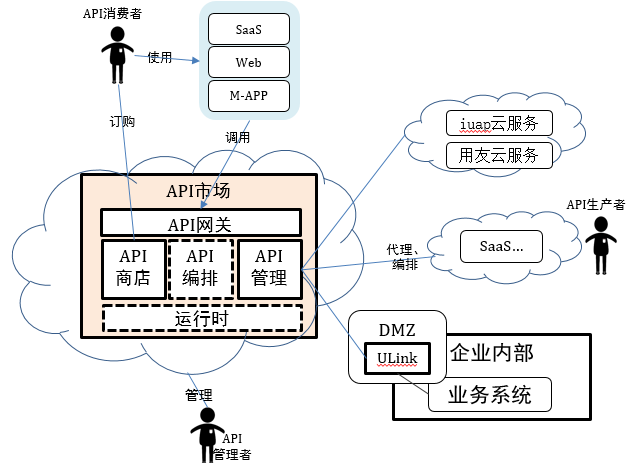 API消费者
SaaS
使用
Web
M-APP
订购
调用
iuap云服务
用友云服务
API市场
API网关
API
商店
API
编排
API
管理
运行时
代理、
编排
API生产者
SaaS...
DMZ
ULink
企业内部
业务系统
管理
API
管理者